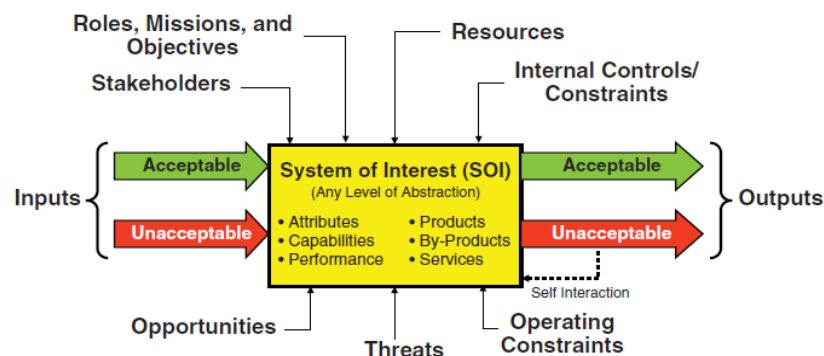 Roles, Missions, and
Objectives
Resources
Stakeholders
Internal Controls/
Constraints
Inputs
Acceptable
Unacceptable
System of Interest (SOI)
(Any Level of Abstraction)
• Attributes
• Capabilities
• Performance
• Products
• By-Products
• Services
Acceptable
Unacceptable
Outputs
Self Interaction
Opportunities
Threats
Operating
Constraints